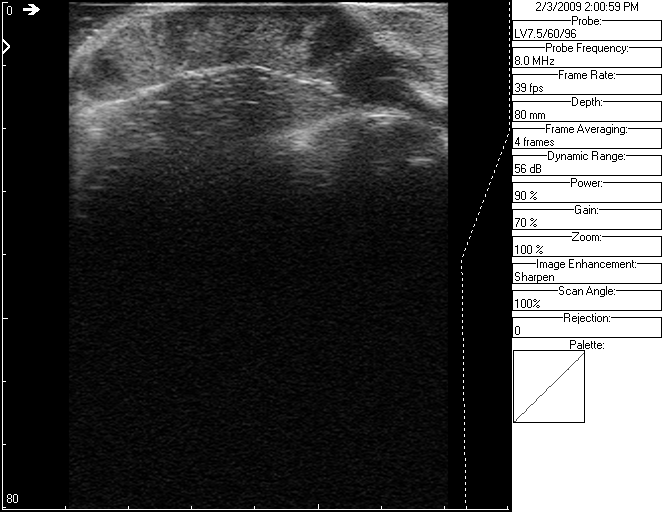 0
80
2/3/2009 2:00:59 PM
Probe:
LV7.5/60/96
Probe Frequency:
8.0 MHz
Frame Rate:
39 fps
Depth:
80 mm
Frame Averaging:
4 frames
Dynamic Range:
56 dB
Power:
90 %
Gain:
70 %
Zoom:
100 %
Image Enhancement:
Sharpen
Scan Angle:
100%
Rejection:
0
Palette: